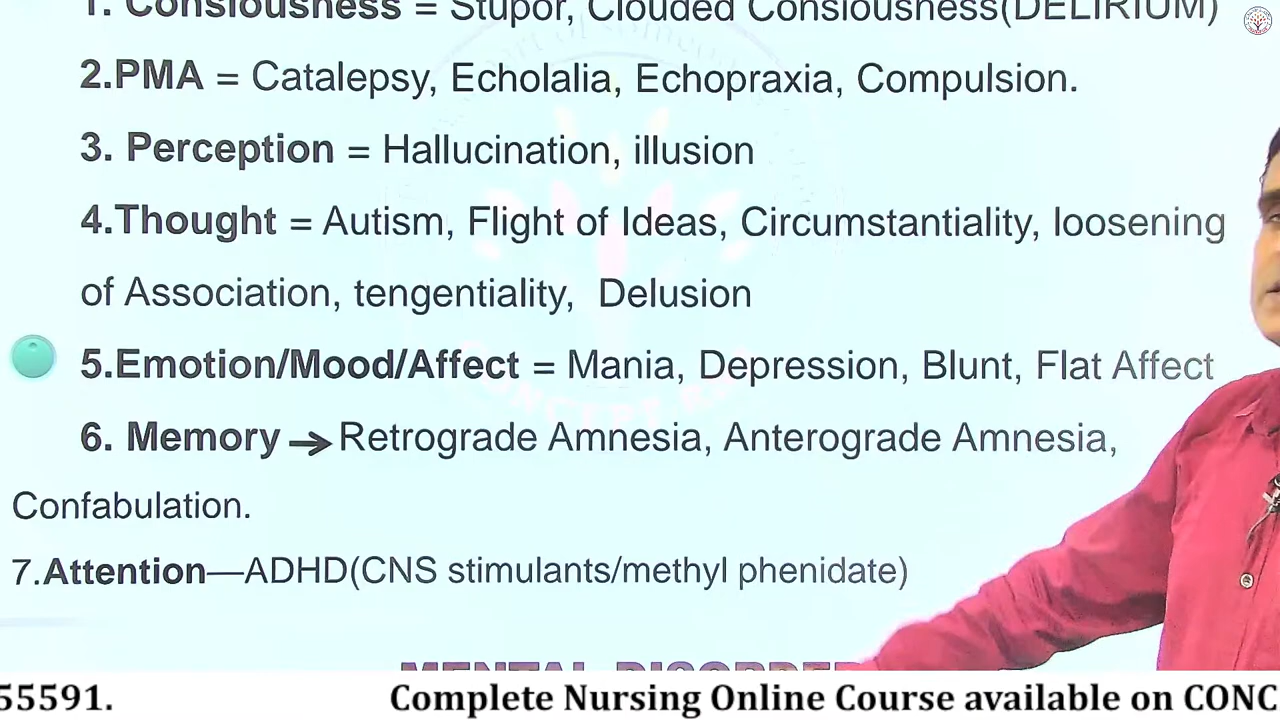 1. Consiousness = Stupor, Clouded Consiousness(DELIRIUM)
2.PMA = Catalepsy, Echolalia, Echopraxia, Compulsion.
3. Perception = Hallucination, illusion
4.Thought = Autism, Flight of Ideas, Circumstantiality, loosening
of Association, tengentiality, Delusion
5.Emotion/Mood/Affect = Mania, Depression, Blunt, Flat Affect
6. Memory → Retrograde Amnesia, Anterograde Amnesia,
Confabulation.
7.Attention—ADHD(CNS stimulants/methyl phenidate)
MENTAL DISORDER
55591. Complete Nursing Online Course available on CONC